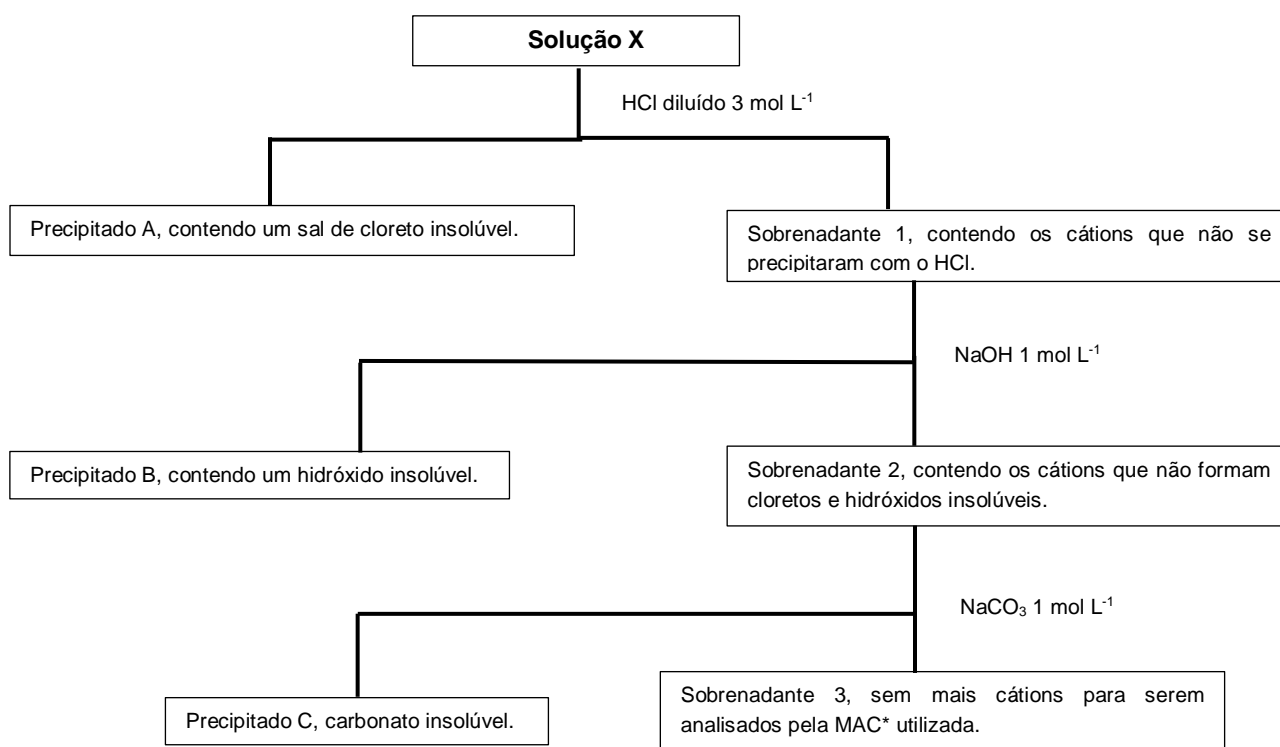 Solução X
HCl diluído 3 mol L⁻¹
Precipitado A, contendo um sal de cloreto insolúvel.
Sobrenadante 1, contendo os cátions que não se
precipitaram com o HCl.
NaOH 1 mol L⁻¹
Precipitado B, contendo um hidróxido insolúvel.
Sobrenadante 2, contendo os cátions que não formam
cloretos e hidróxidos insolúveis.
NaCO₃ 1 mol L⁻¹
Precipitado C, carbonato insolúvel.
Sobrenadante 3, sem mais cátions para serem
analisados pela MAC* utilizada.